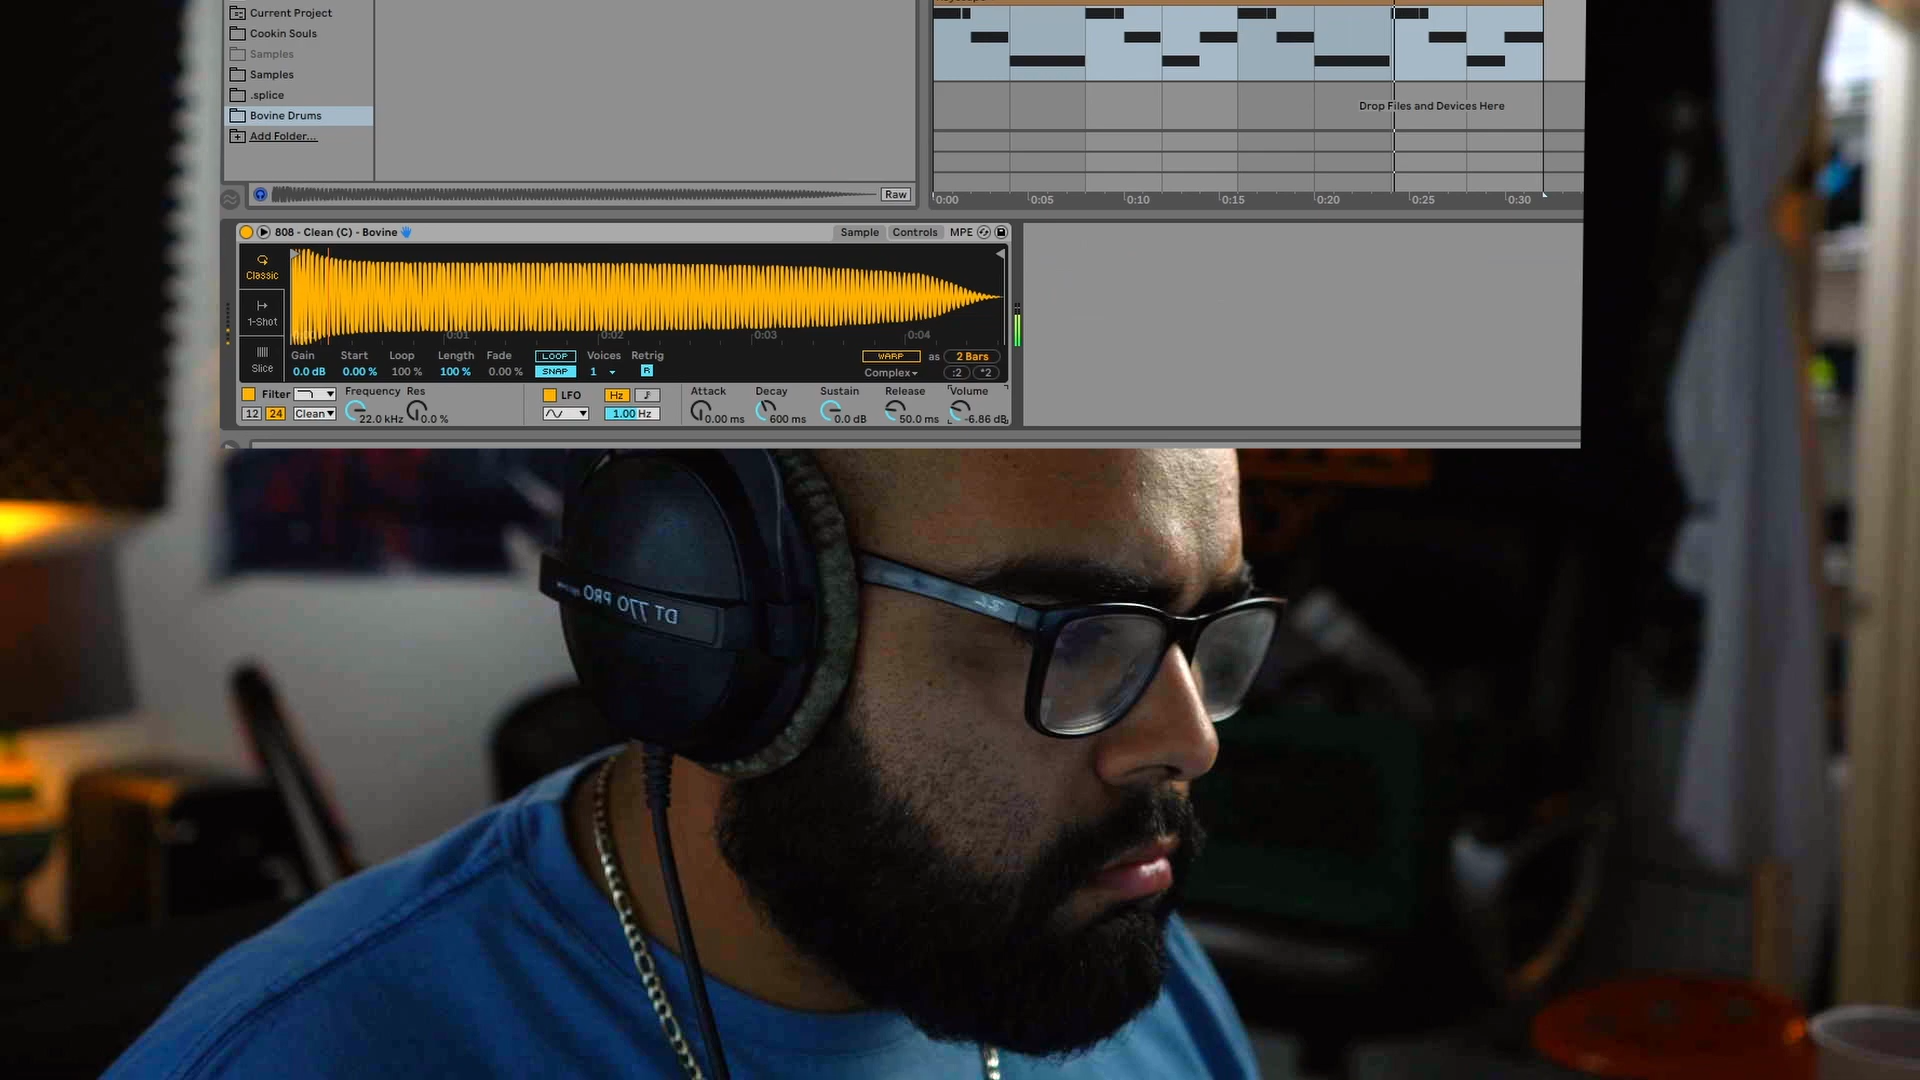 Current Project
Cookin Souls
Samples
Samples
.splice
Bovine Drums
Add Folder...
Raw
Drop Files and Devices Here
0:00 0:05 0:10 0:15 0:20 0:25 0:30
808 - Clean (C) - Bovine
Sample Controls MPE
Classic
1-Shot
Slice
0:01 0:02 0:03 0:04
Gain Start Loop Length Fade LOOP Voices Retrig WARP as 2 Bars
0.0 dB 0.00 % 100 % 100 % 0.00 % SNAP 1 R Complex :2 *2
Filter Frequency Res LFO Hz Attack Decay Sustain Release Volume
12 24 Clean 22.0 kHz 0.0 % 1.00 Hz 0.00 ms 600 ms 0.0 dB 50.0 ms -6.86 dB
DT 770 PRO